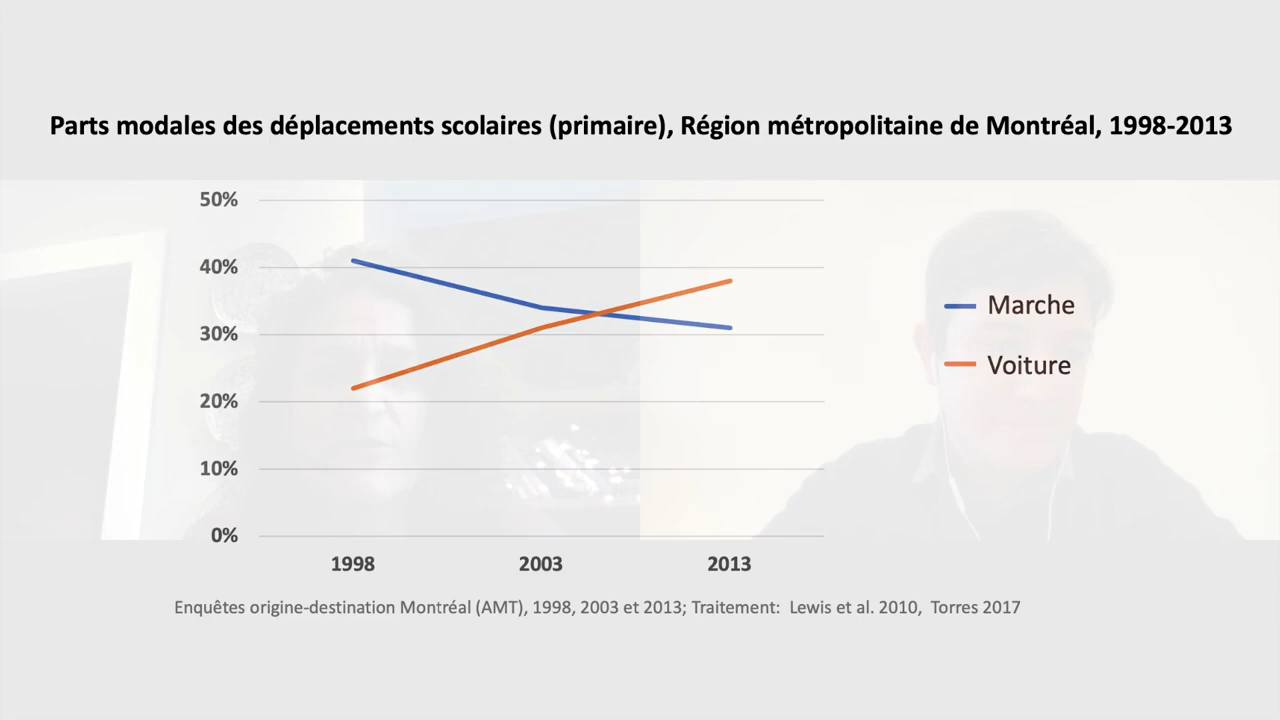 Parts modales des déplacements scolaires (primaire), Région métropolitaine de Montréal, 1998-2013
50%
40%
30%
20%
10%
0%
1998 2003 2013
Marche
Voiture
Enquêtes origine-destination Montréal (AMT), 1998, 2003 et 2013; Traitement: Lewis et al. 2010, Torres 2017